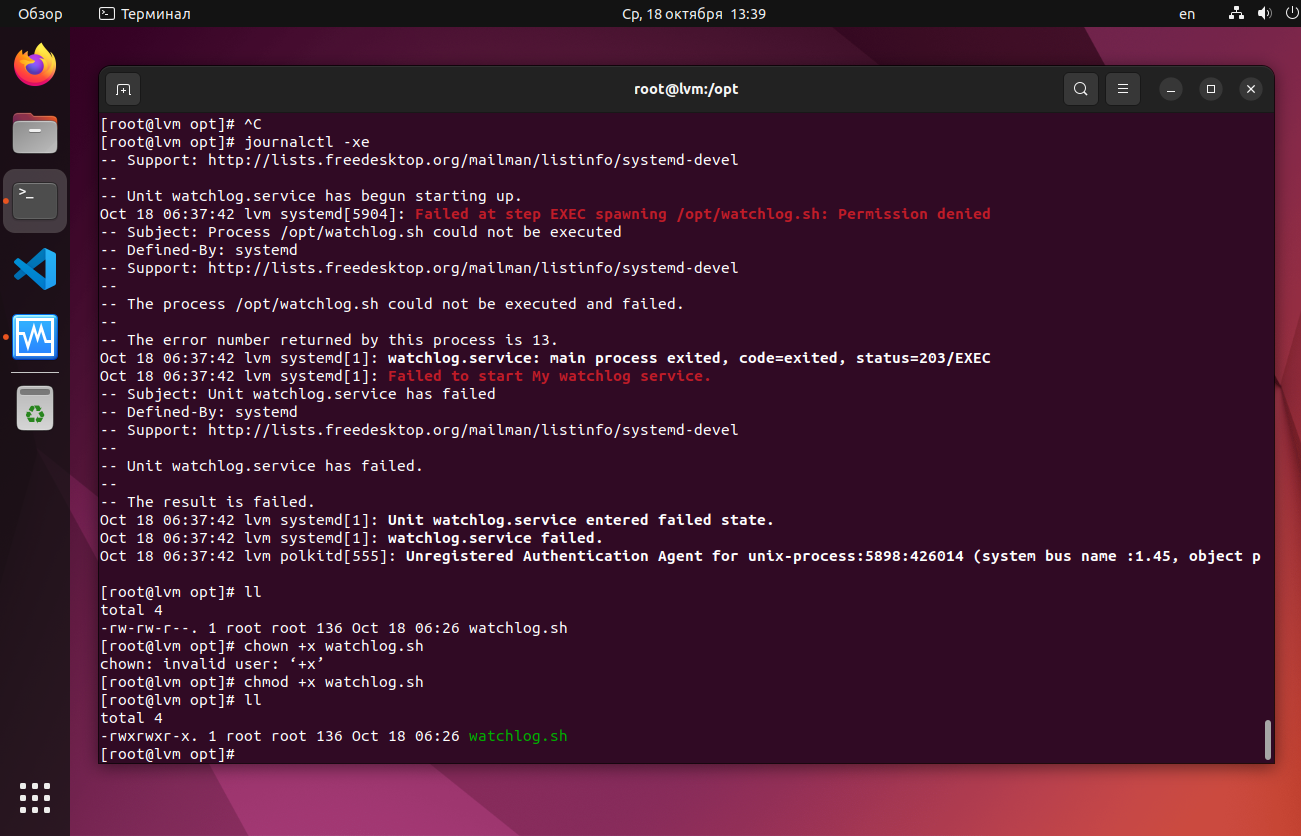 Обзор Терминал Ср, 18 октября 13:39 en
root@lvm:/opt
[root@lvm opt]# ^C
[root@lvm opt]# journalctl -xe
-- Support: http://lists.freedesktop.org/mailman/listinfo/systemd-devel
--
-- Unit watchlog.service has begun starting up.
Oct 18 06:37:42 lvm systemd[5904]: Failed at step EXEC spawning /opt/watchlog.sh: Permission denied
-- Subject: Process /opt/watchlog.sh could not be executed
-- Defined-By: systemd
-- Support: http://lists.freedesktop.org/mailman/listinfo/systemd-devel
--
-- The process /opt/watchlog.sh could not be executed and failed.
--
-- The error number returned by this process is 13.
Oct 18 06:37:42 lvm systemd[1]: watchlog.service: main process exited, code=exited, status=203/EXEC
Oct 18 06:37:42 lvm systemd[1]: Failed to start My watchlog service.
-- Subject: Unit watchlog.service has failed
-- Defined-By: systemd
-- Support: http://lists.freedesktop.org/mailman/listinfo/systemd-devel
--
-- Unit watchlog.service has failed.
--
-- The result is failed.
Oct 18 06:37:42 lvm systemd[1]: Unit watchlog.service entered failed state.
Oct 18 06:37:42 lvm systemd[1]: watchlog.service failed.
Oct 18 06:37:42 lvm polkitd[555]: Unregistered Authentication Agent for unix-process:5898:426014 (system bus name :1.45, object p
[root@lvm opt]# ll
total 4
-rw-rw-r--. 1 root root 136 Oct 18 06:26 watchlog.sh
[root@lvm opt]# chown +x watchlog.sh
chown: invalid user: ‘+x’
[root@lvm opt]# chmod +x watchlog.sh
[root@lvm opt]# ll
total 4
-rwxrwxr-x. 1 root root 136 Oct 18 06:26 watchlog.sh
[root@lvm opt]#